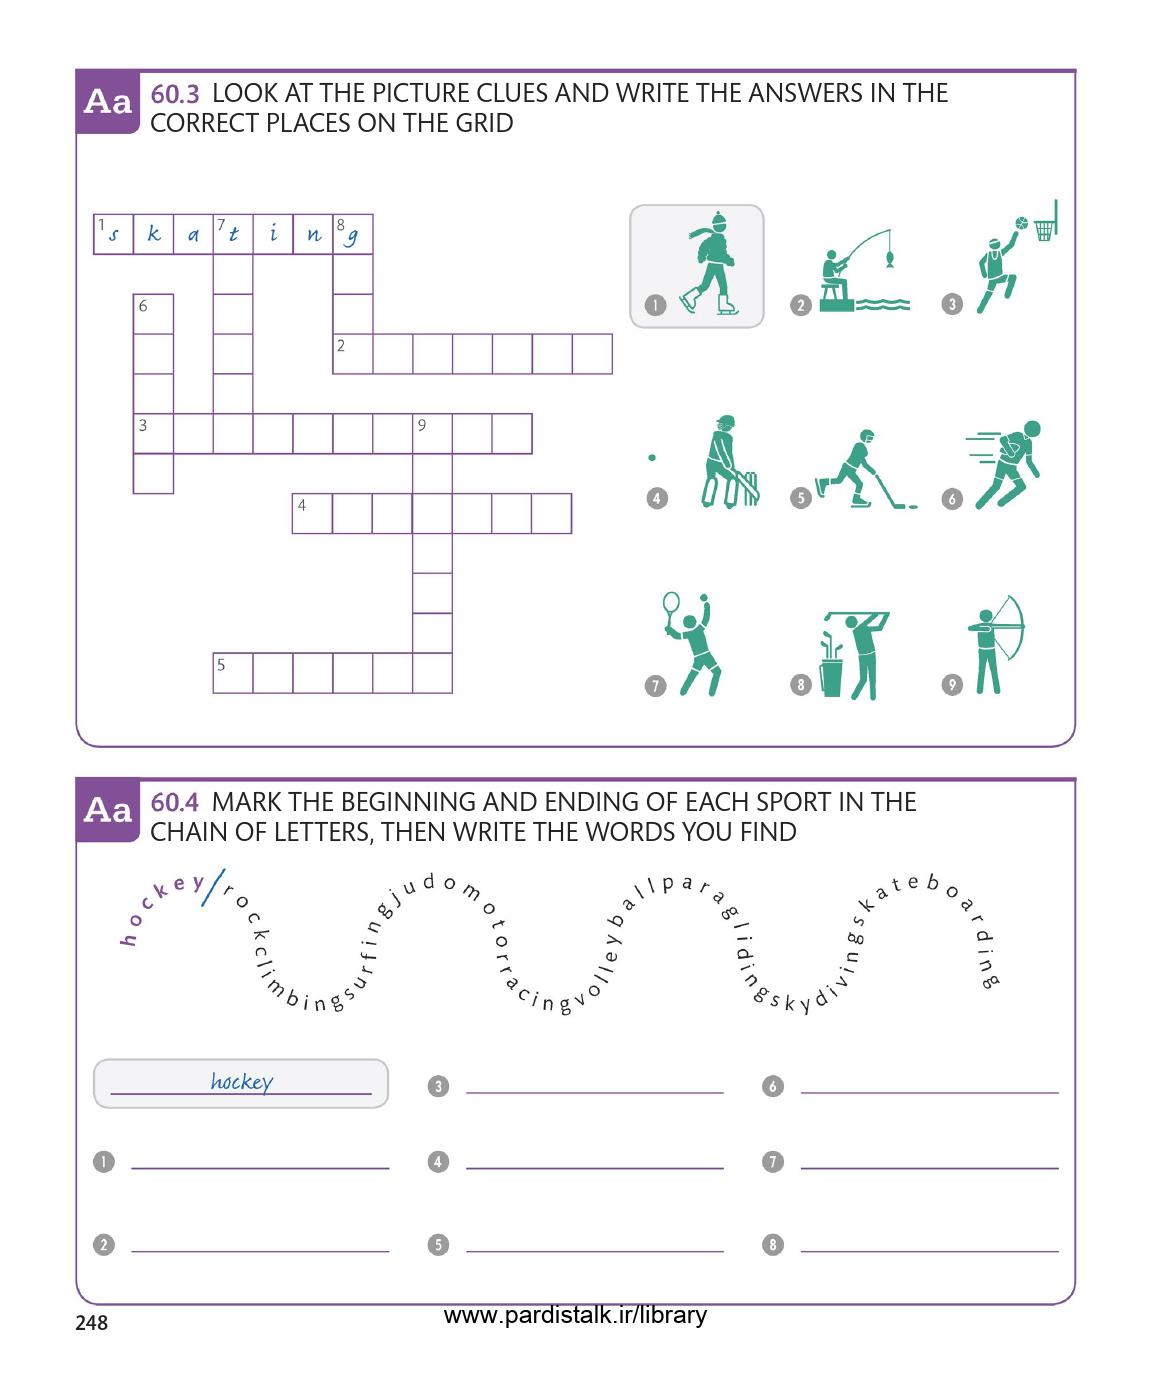 Aa 60.3 LOOK AT THE PICTURE CLUES AND WRITE THE ANSWERS IN THE
CORRECT PLACES ON THE GRID
1 s k a 7 t i n 8 g
6
2
3 9
4
5
1 2 3
4 5 6
7 8 9
Aa 60.4 MARK THE BEGINNING AND ENDING OF EACH SPORT IN THE
CHAIN OF LETTERS, THEN WRITE THE WORDS YOU FIND
hockey/rockclimbingsurfingjudomotorracingvolleyballparaglidingskydivingskateboarding
hockey 3 6
1 4 7
2 5 8
248
www.pardistalk.ir/library